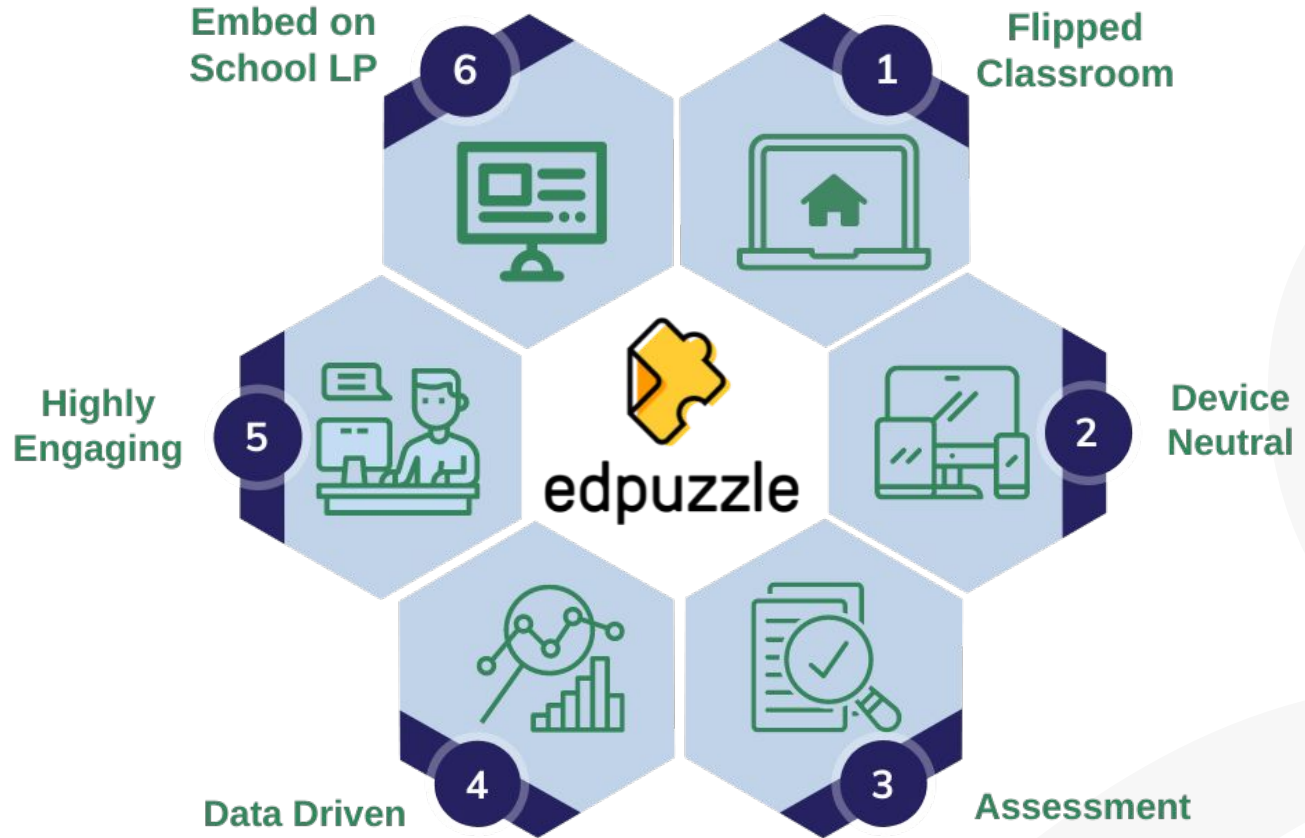 1
Flipped
Classroom
2
Device
Neutral
3
Assessment
4
Data Driven
5
Highly
Engaging
6
Embed on
School LP
edpuzzle